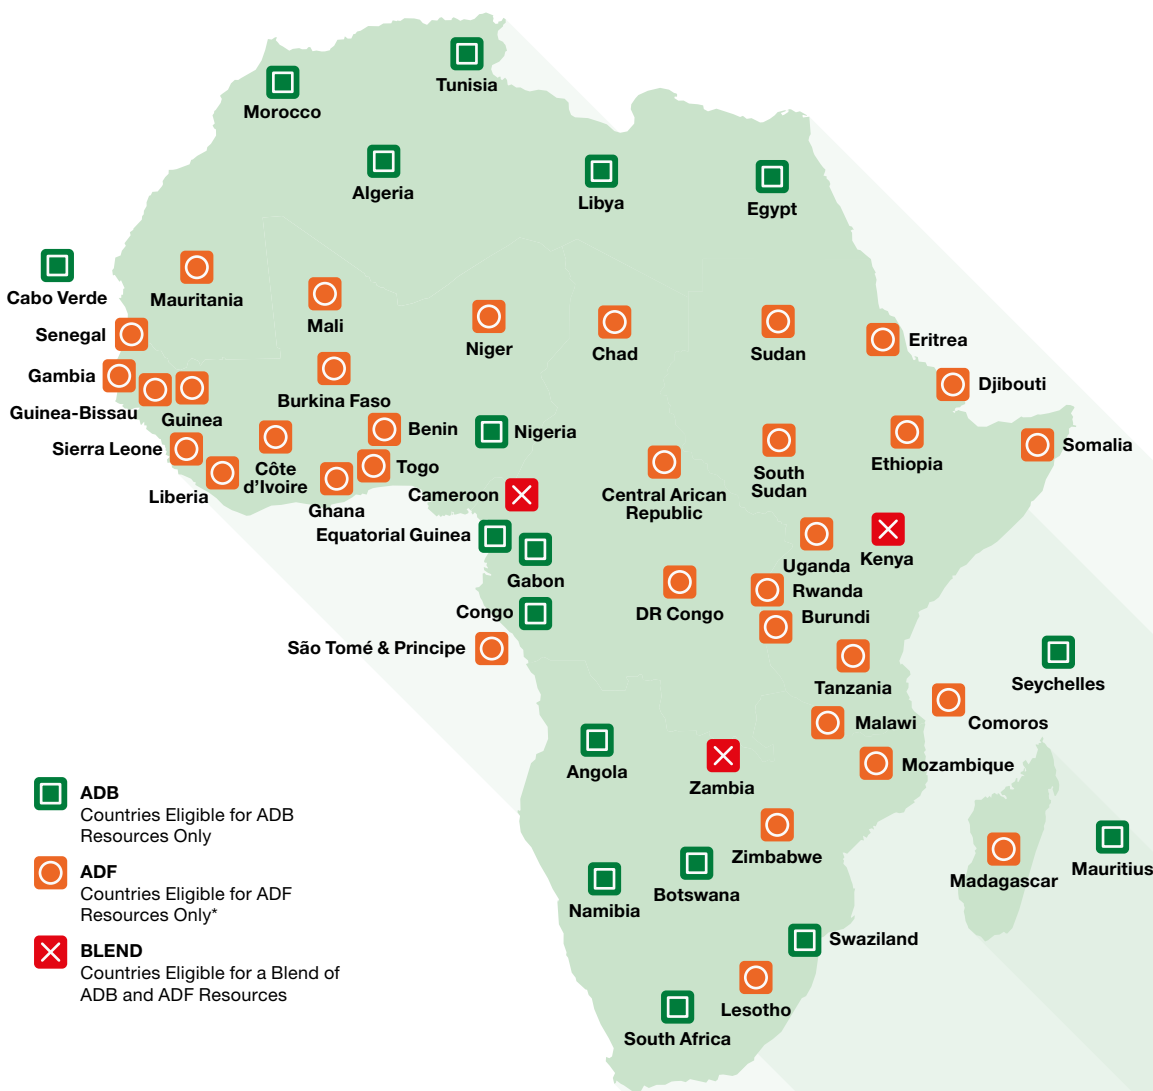 Tunisia
Morocco
Algeria
Libya
Egypt
Cabo Verde
Mauritania
Mali
Niger
Chad
Sudan
Eritrea
Senegal
Gambia
Djibouti
Guinea-Bissau
Guinea
Burkina Faso
Benin
Nigeria
Sierra Leone
Côte
d’Ivoire
Togo
Ghana
Liberia
Cameroon
Central Arican
Republic
South
Sudan
Ethiopia
Somalia
Equatorial Guinea
Gabon
Uganda
Kenya
Rwanda
DR Congo
Burundi
Congo
São Tomé & Principe
Tanzania
Seychelles
Malawi
Comoros
Angola
Zambia
Mozambique
Zimbabwe
Madagascar
Mauritius
Namibia
Botswana
Swaziland
Lesotho
South Africa
ADB
Countries Eligible for ADB
Resources Only
ADF
Countries Eligible for ADF
Resources Only*
BLEND
Countries Eligible for a Blend of
ADB and ADF Resources